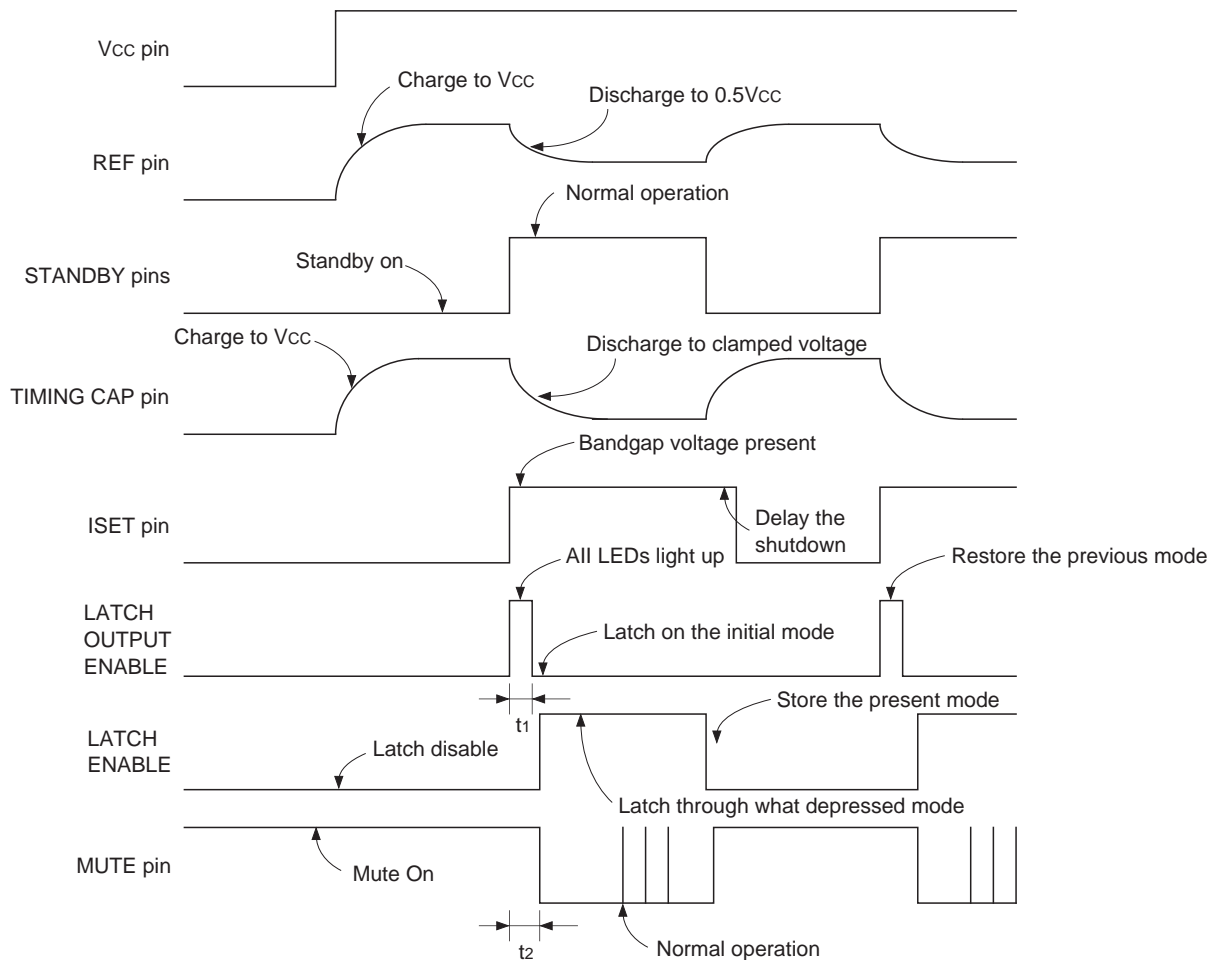 VCC pin
Charge to VCC
Discharge to 0.5VCC
REF pin
Normal operation
Standby on
STANDBY pins
Charge to VCC
Discharge to clamped voltage
TIMING CAP pin
Bandgap voltage present
ISET pin
Delay the
shutdown
All LEDs light up
Restore the previous mode
LATCH
OUTPUT
ENABLE
Latch on the initial mode
t1
Store the present mode
LATCH
ENABLE
Latch disable
Latch through what depressed mode
MUTE pin
Mute On
t2
Normal operation